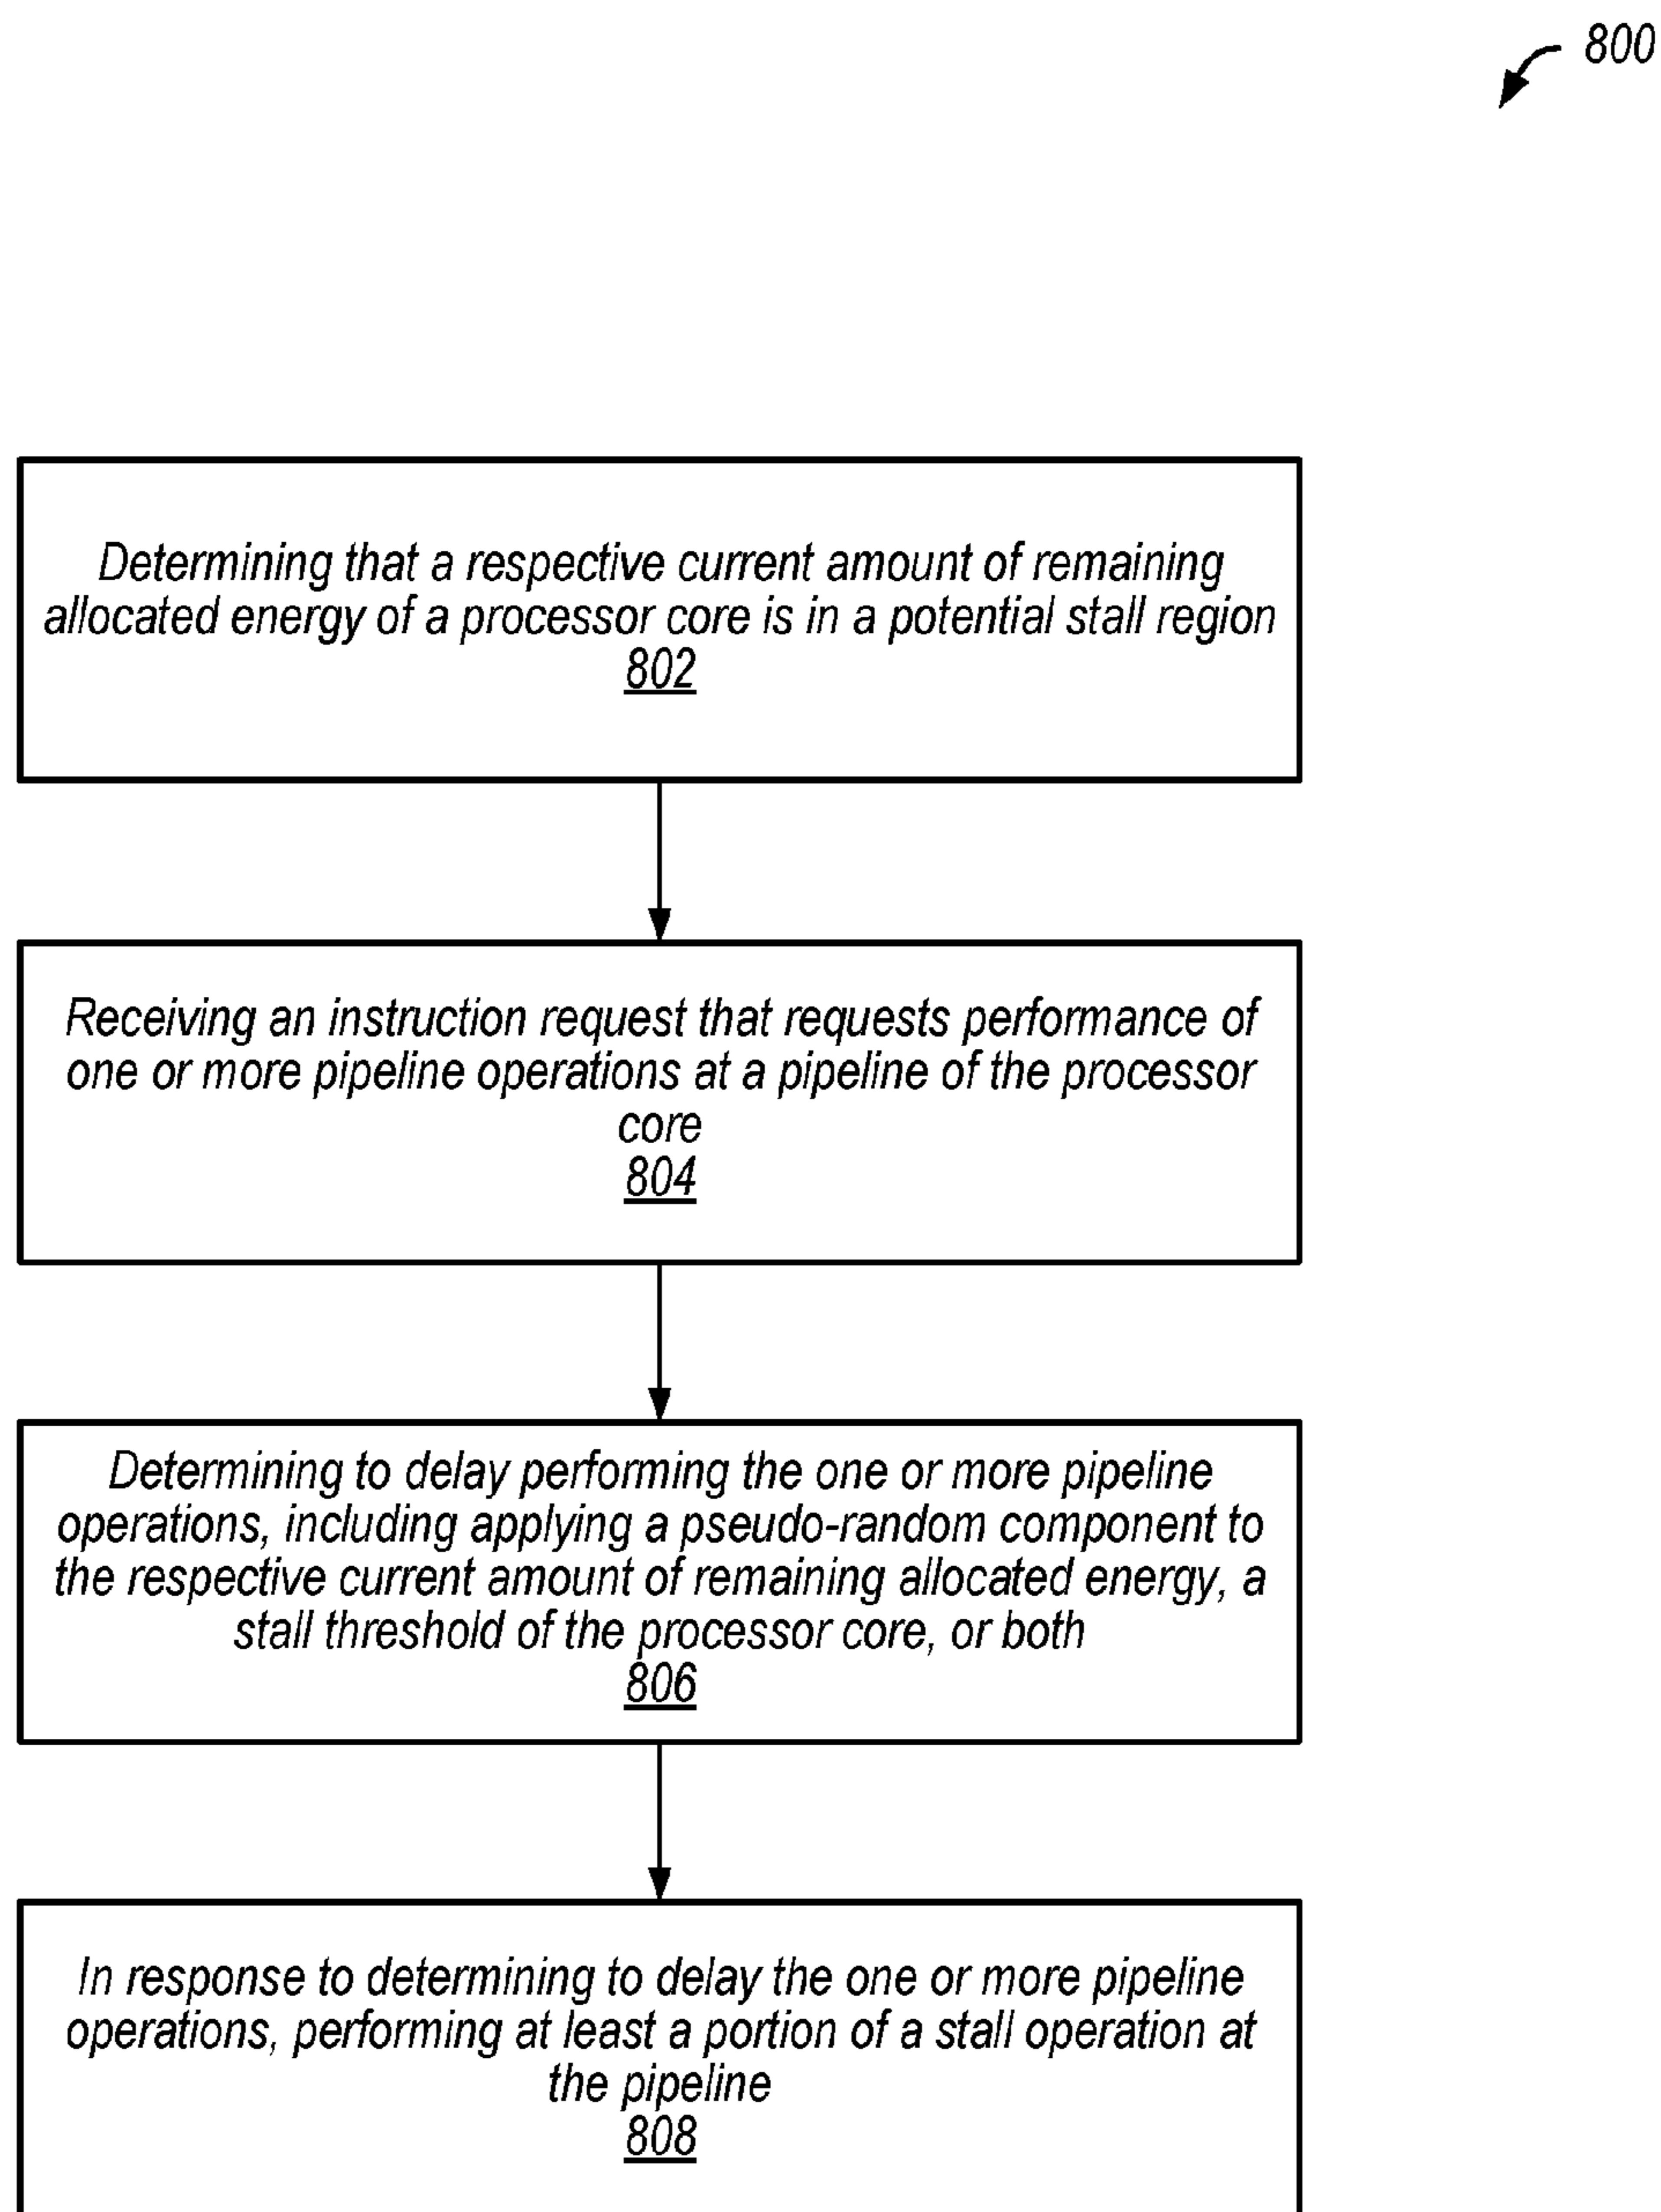 800
Determining that a respective current amount of remaining
allocated energy of a processor core is in a potential stall region
802
Receiving an instruction request that requests performance of
one or more pipeline operations at a pipeline of the processor
core
804
Determining to delay performing the one or more pipeline
operations, including applying a pseudo-random component to
the respective current amount of remaining allocated energy, a
stall threshold of the processor core, or both
806
In response to determining to delay the one or more pipeline
operations, performing at least a portion of a stall operation at
the pipeline
808